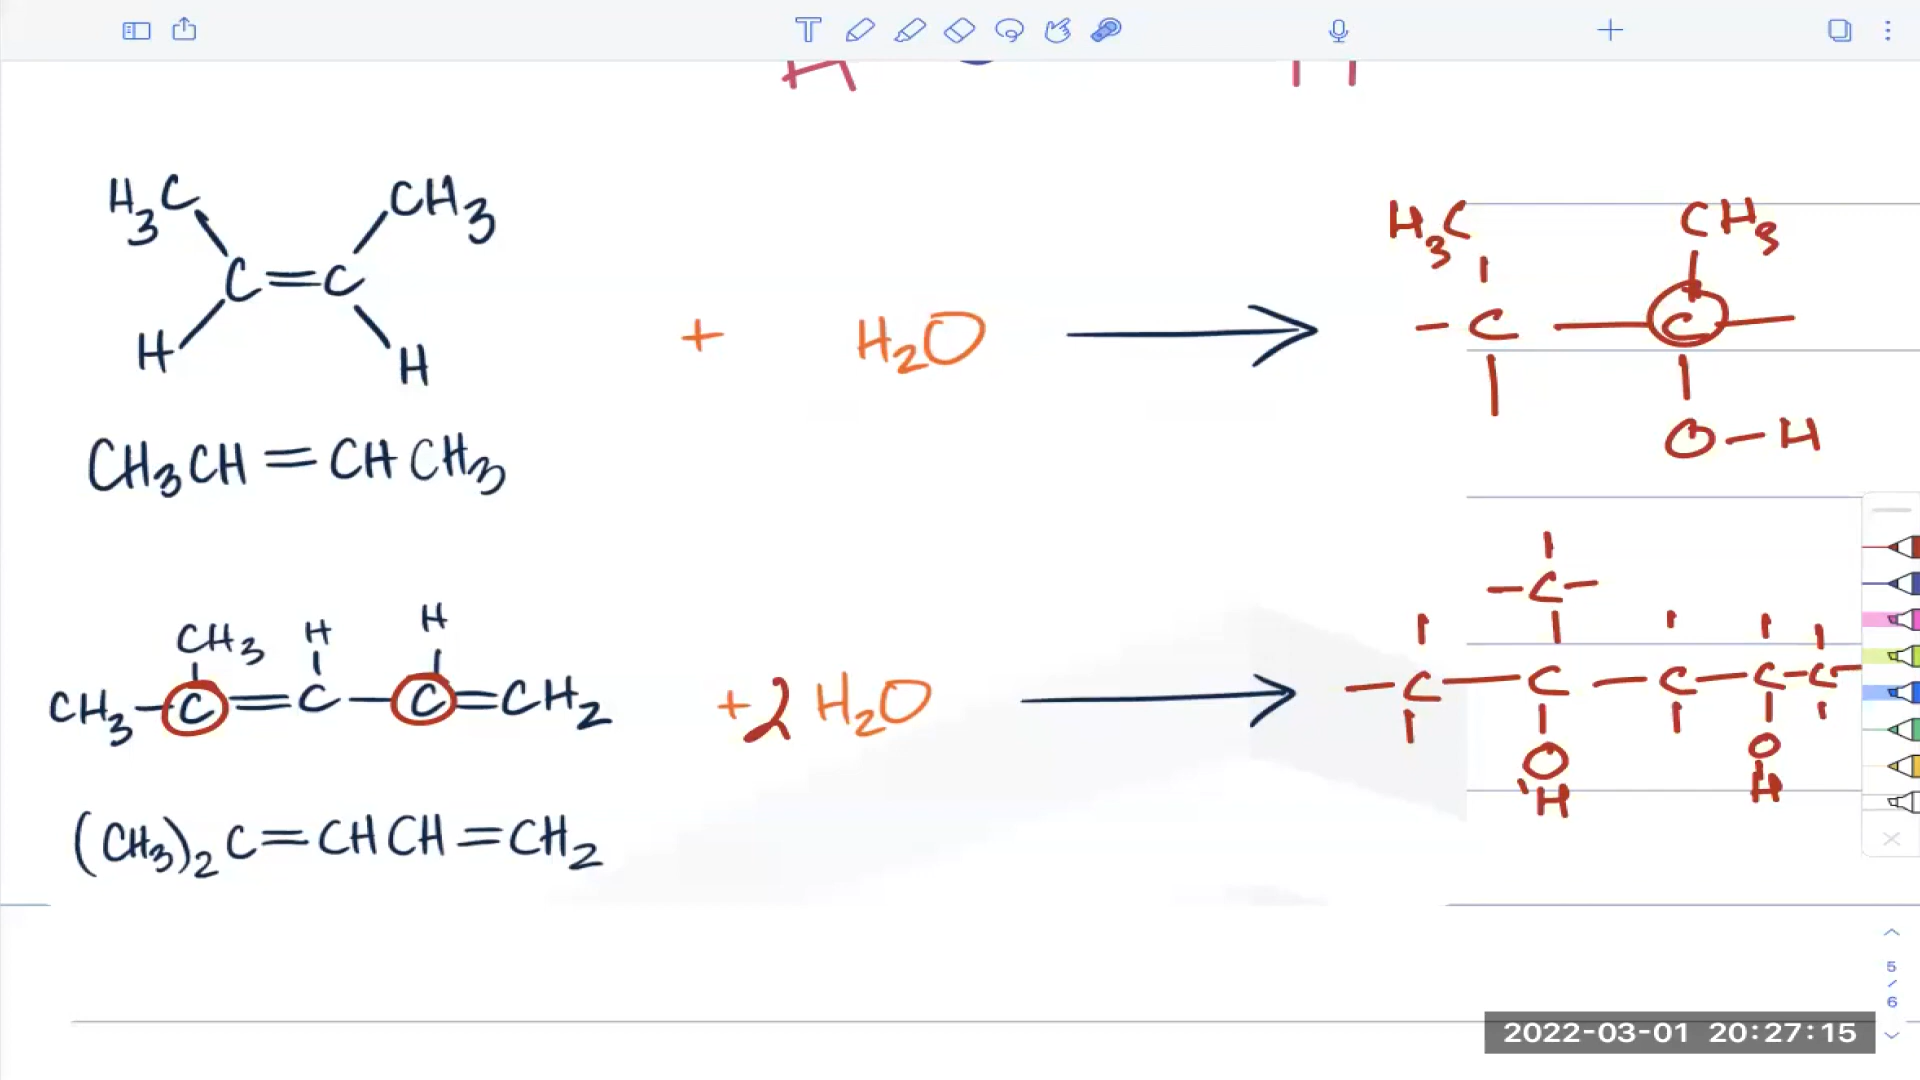 H₃C CH₃
C=C
H H
+ H₂O
H₃C CH₃
- C — C —
O-H
CH₃CH=CHCH₃
CH₃ H H
CH₃-C=C-C=CH₂
+2 H₂O
-C-
-C-C-C-C-C-
O O
H H
(CH₃)₂C=CHCH=CH₂
5
/
6
2022-03-01 20:27:15